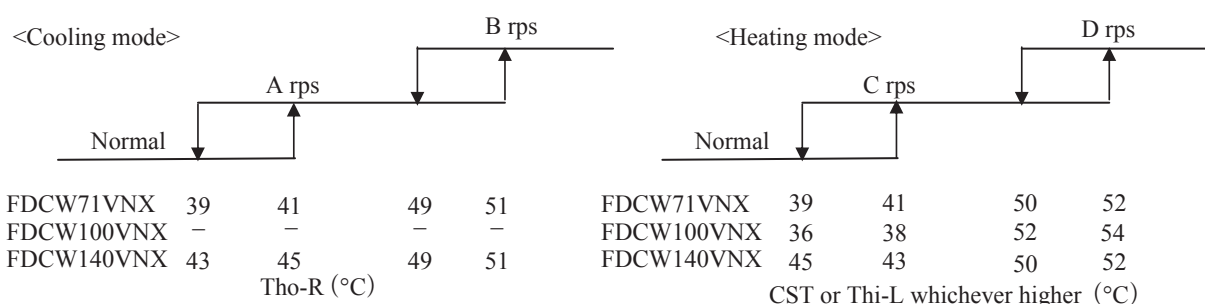 <Cooling mode>
B rps
A rps
Normal
FDCW71VNX 39 41 49 51
FDCW100VNX − − − −
FDCW140VNX 43 45 49 51
Tho-R (°C)
<Heating mode>
D rps
C rps
Normal
FDCW71VNX 39 41 50 52
FDCW100VNX 36 38 52 54
FDCW140VNX 45 43 50 52
CST or Thi-L whichever higher (°C)